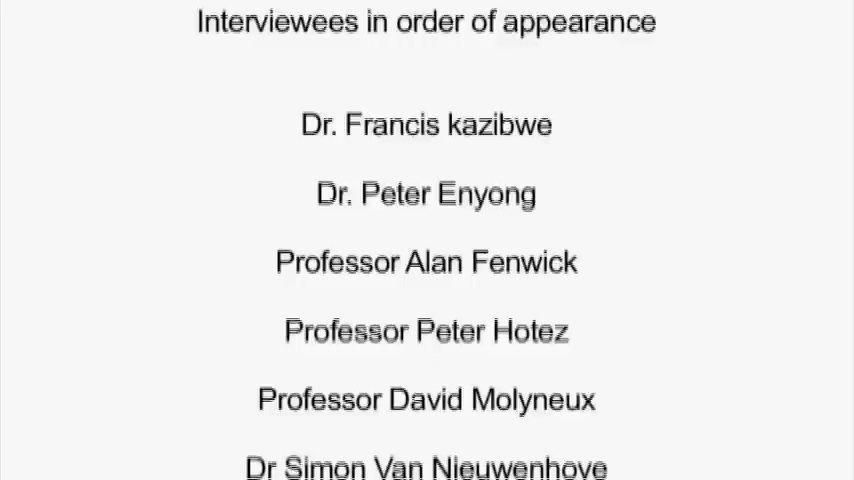 Interviewees in order of appearance
Dr. Francis kazibwe
Dr. Peter Enyong
Professor Alan Fenwick
Professor Peter Hotez
Professor David Molyneux
Dr Simon Van Nieuwenhove